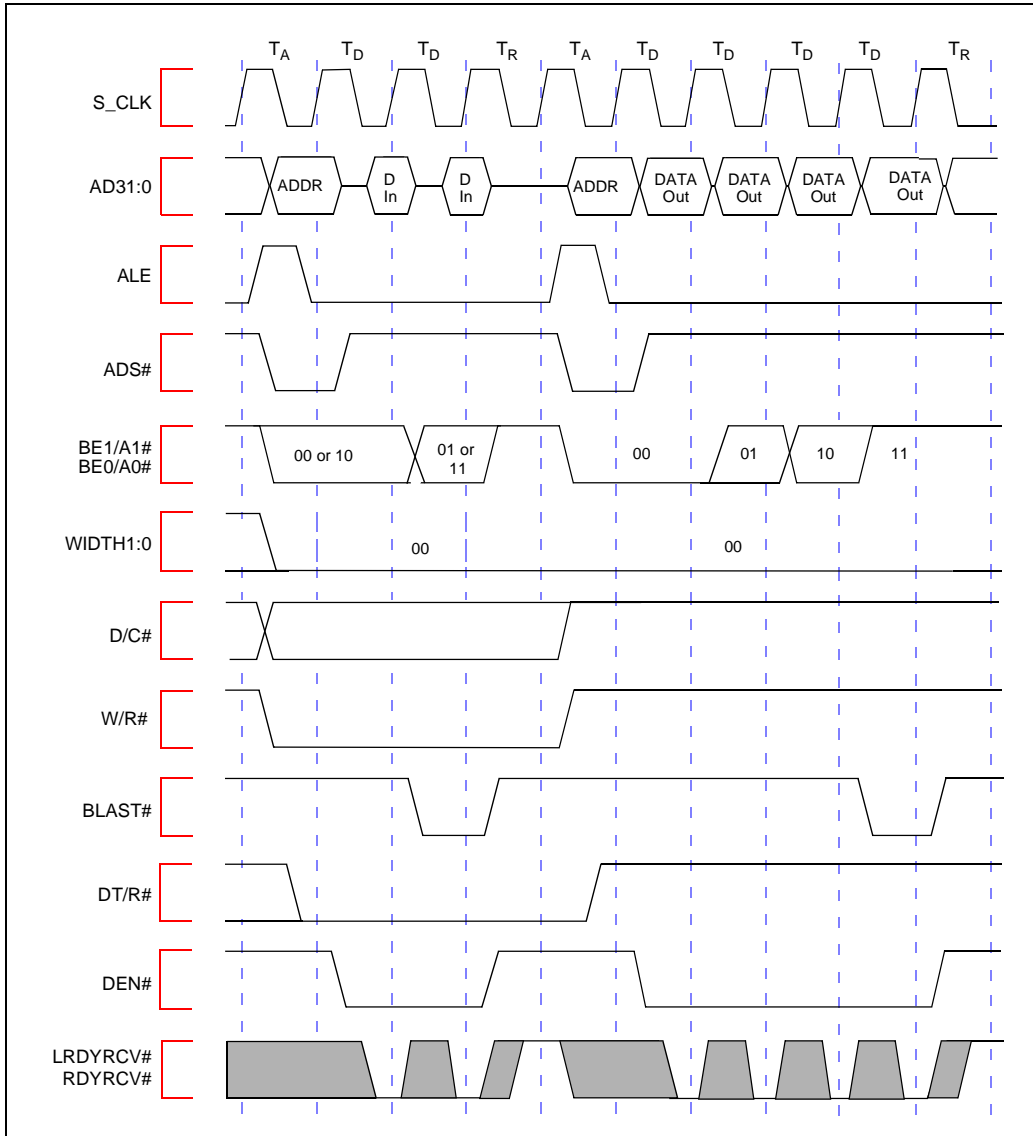 TA TD TD TR TA TD TD TD TD TR
S_CLK
AD31:0
ADDR
D
In
D
In
ADDR
DATA
Out
DATA
Out
DATA
Out
DATA
Out
ALE
ADS#
BE1/A1#
BE0/A0#
00 or 10
01 or
11
00
01
10
11
WIDTH1:0
00
00
D/C#
W/R#
BLAST#
DT/R#
DEN#
LRDYRCV#
RDYRCV#